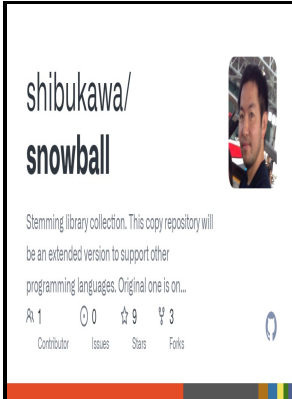 shibukawa/
snowball
Stemming library collection. This copy repository will
be an extended version to support other
programming languages. Original one is on...
1 0 9 3
Contributor Issues Stars Forks